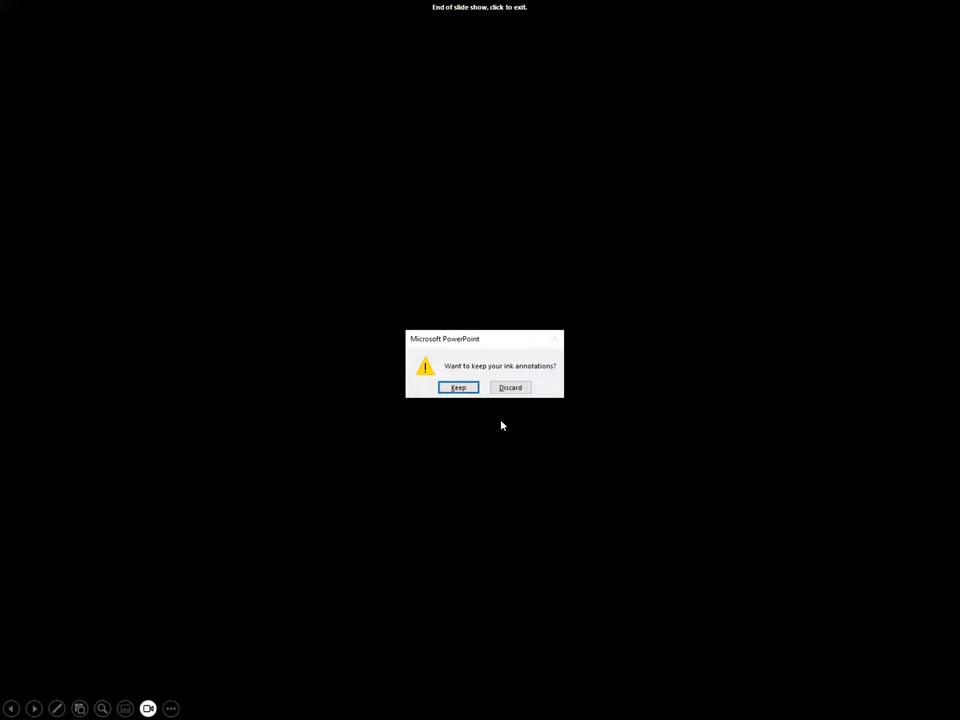 End of slide show, click to exit.
Microsoft PowerPoint
Want to keep your ink annotations?
Keep
Discard